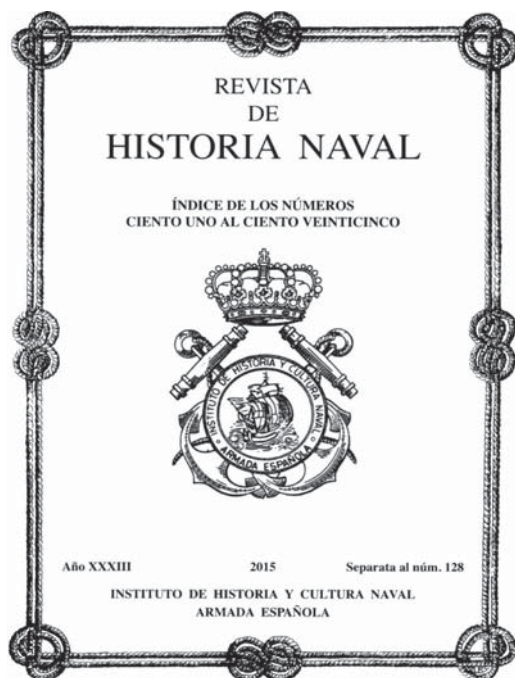 REVISTA
DE
HISTORIA NAVAL
ÍNDICE DE LOS NÚMEROS
CIENTO UNO AL CIENTO VEINTICINCO
INSTITUTO DE HISTORIA Y CULTURA NAVAL
ARMADA ESPAÑOLA
Año XXXIII 2015 Separata al núm. 128
INSTITUTO DE HISTORIA Y CULTURA NAVAL
ARMADA ESPAÑOLA